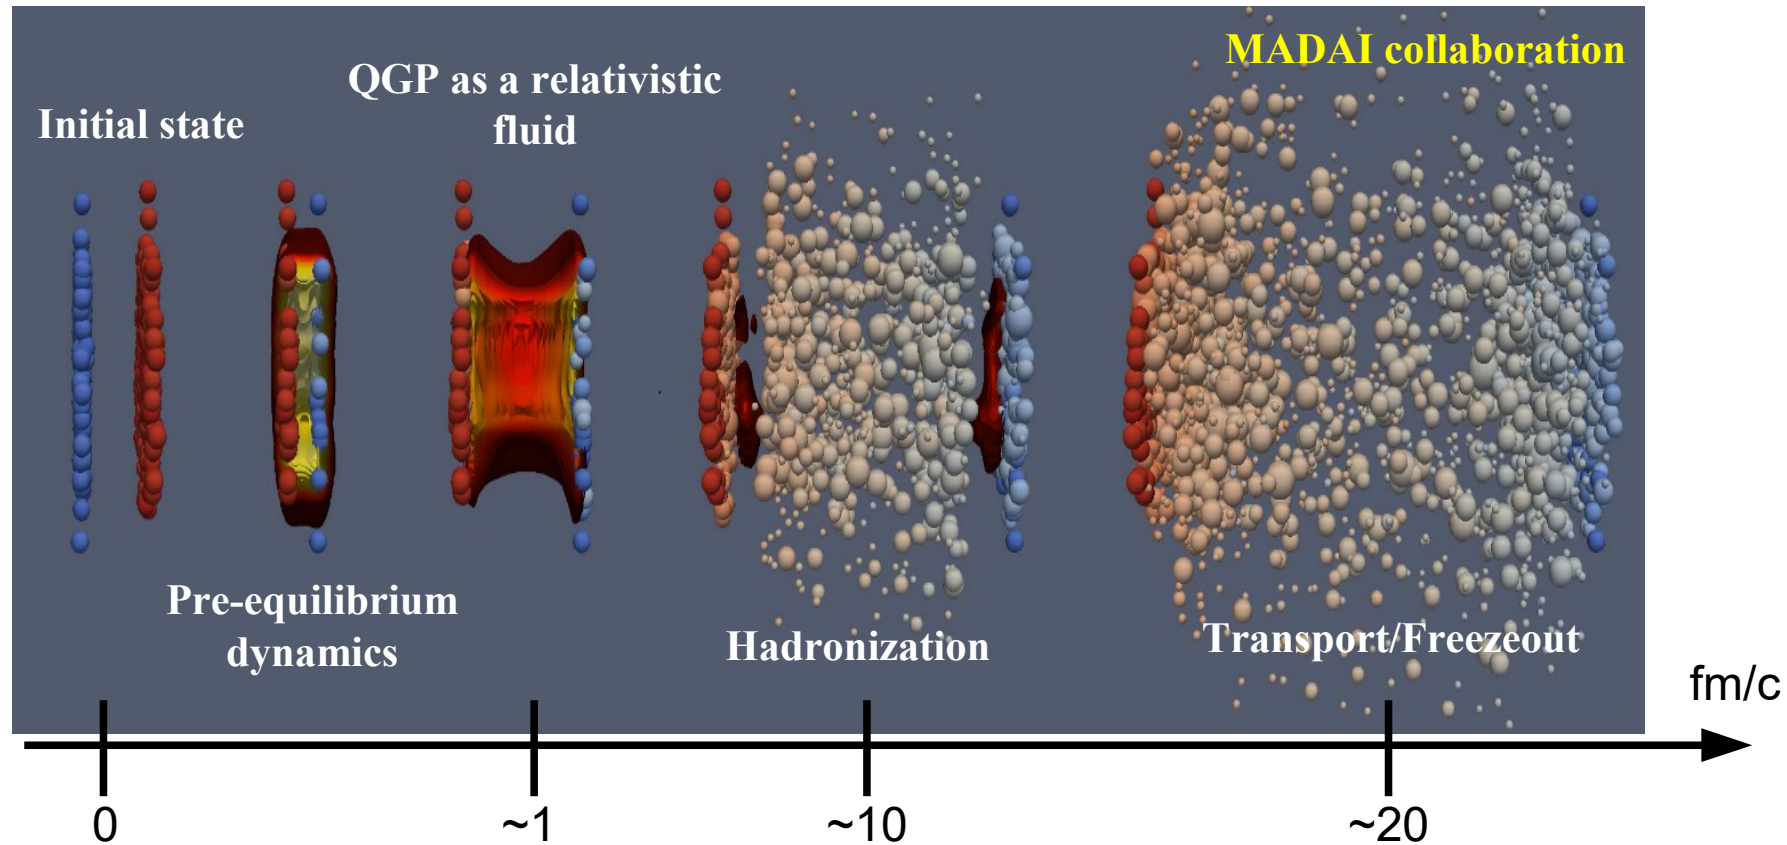 MADAI collaboration
QGP as a relativistic
fluid
Initial state
Pre-equilibrium
dynamics
Hadronization
Transport/Freezeout
fm/c
0
~1
~10
~20